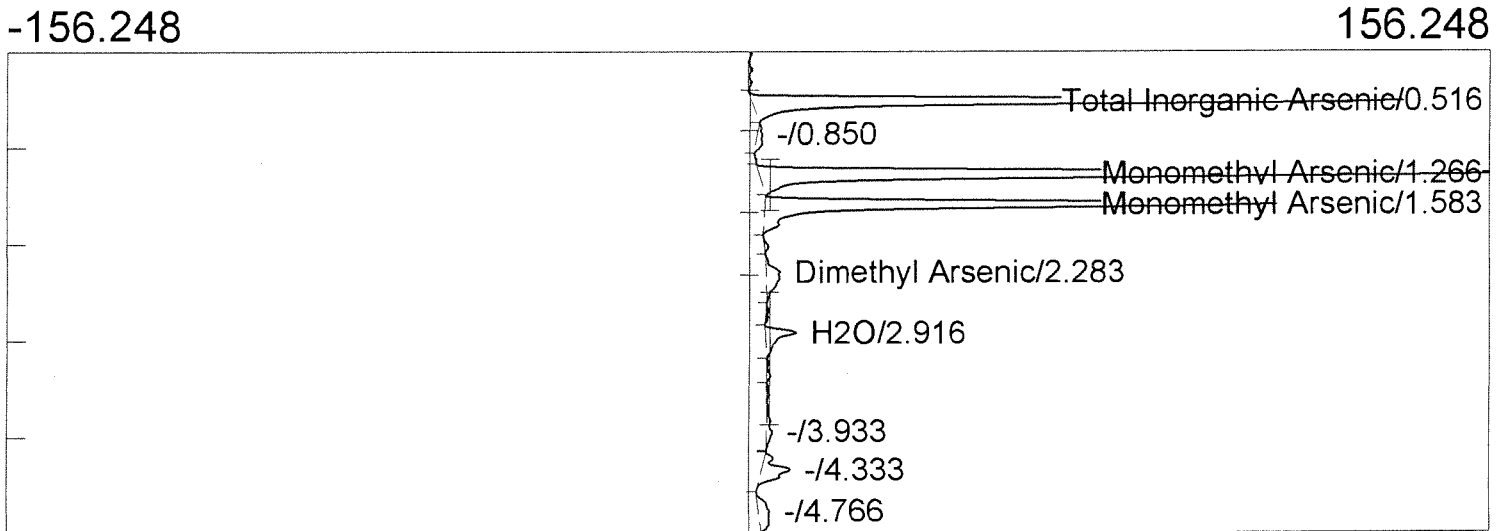 -156.248 156.248
Total Inorganic Arsenic/0.516
-/0.850
Monomethyl Arsenic/1.266
Monomethyl Arsenic/1.583
Dimethyl Arsenic/2.283
H2O/2.916
-/3.933
-/4.333
-/4.766